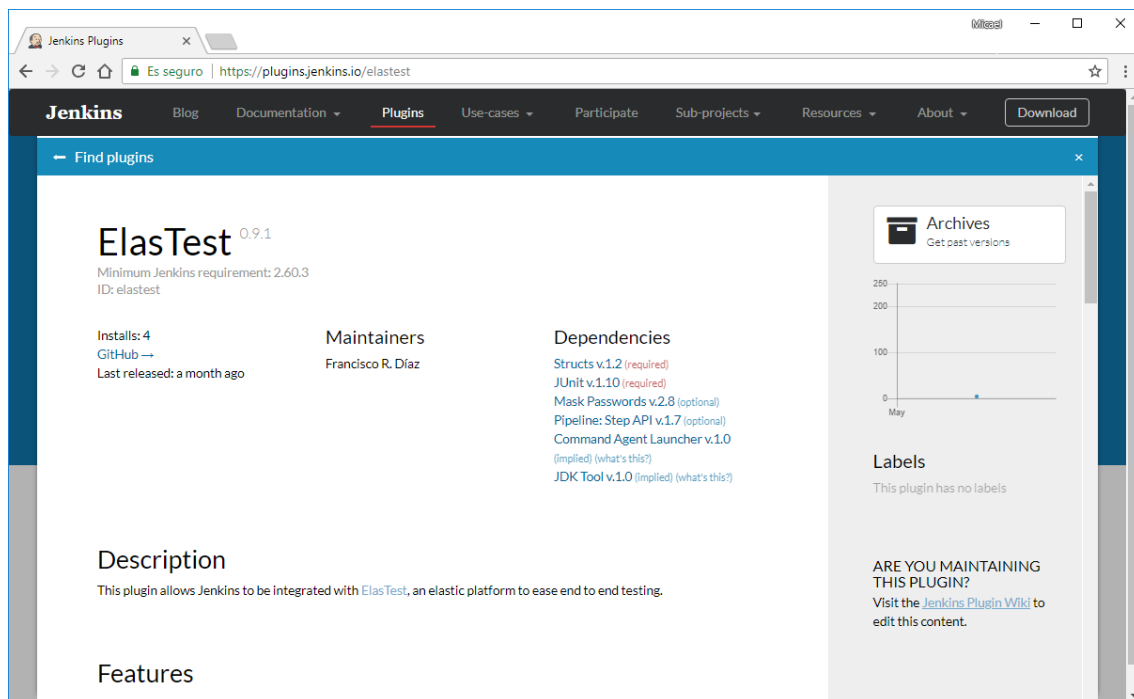 Micael
Jenkins Plugins
Es seguro | https://plugins.jenkins.io/elastest
Jenkins Blog Documentation Plugins Use-cases Participate Sub-projects Resources About Download
← Find plugins ×
ElasTest 0.9.1
Minimum Jenkins requirement: 2.60.3
ID: elastest
Installs: 4
GitHub →
Last released: a month ago
Maintainers
Francisco R. Díaz
Dependencies
Structs v.1.2 (required)
JUnit v.1.10 (required)
Mask Passwords v.2.8 (optional)
Pipeline: Step API v.1.7 (optional)
Command Agent Launcher v.1.0
(implied) (what's this?)
JDK Tool v.1.0 (implied) (what's this?)
Description
This plugin allows Jenkins to be integrated with ElasTest, an elastic platform to ease end to end testing.
Features
Archives
Get past versions
250
200
100
0
May
Labels
This plugin has no labels
ARE YOU MAINTAINING
THIS PLUGIN?
Visit the Jenkins Plugin Wiki to
edit this content.